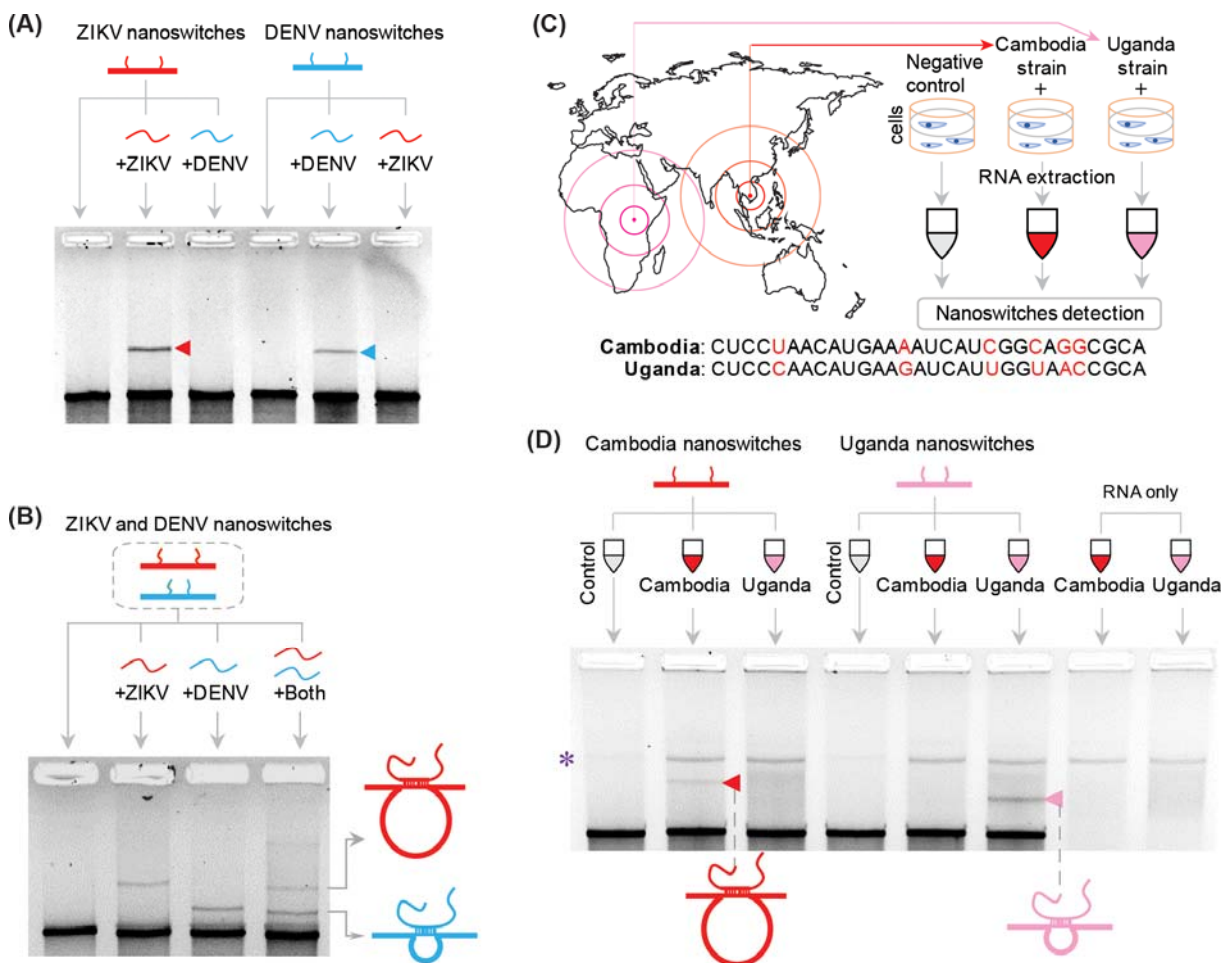 (A)
ZIKV nanoswitches
DENV nanoswitches
+ZIKV
+DENV
+DENV
+ZIKV
(B)
ZIKV and DENV nanoswitches
+ZIKV
+DENV
+Both
(C)
Negative
control
Cambodia
strain
+
Uganda
strain
+
cells
RNA extraction
Nanoswitches detection
Cambodia: CUCCUAACAUGAAAAUCAUCGGCAGGCGCA
Uganda: CUCCCAACAUGAAGAUCAUUGGUAACCGCA
(D)
Cambodia nanoswitches
Uganda nanoswitches
RNA only
Control
Cambodia
Uganda
Control
Cambodia
Uganda
Cambodia
Uganda
*